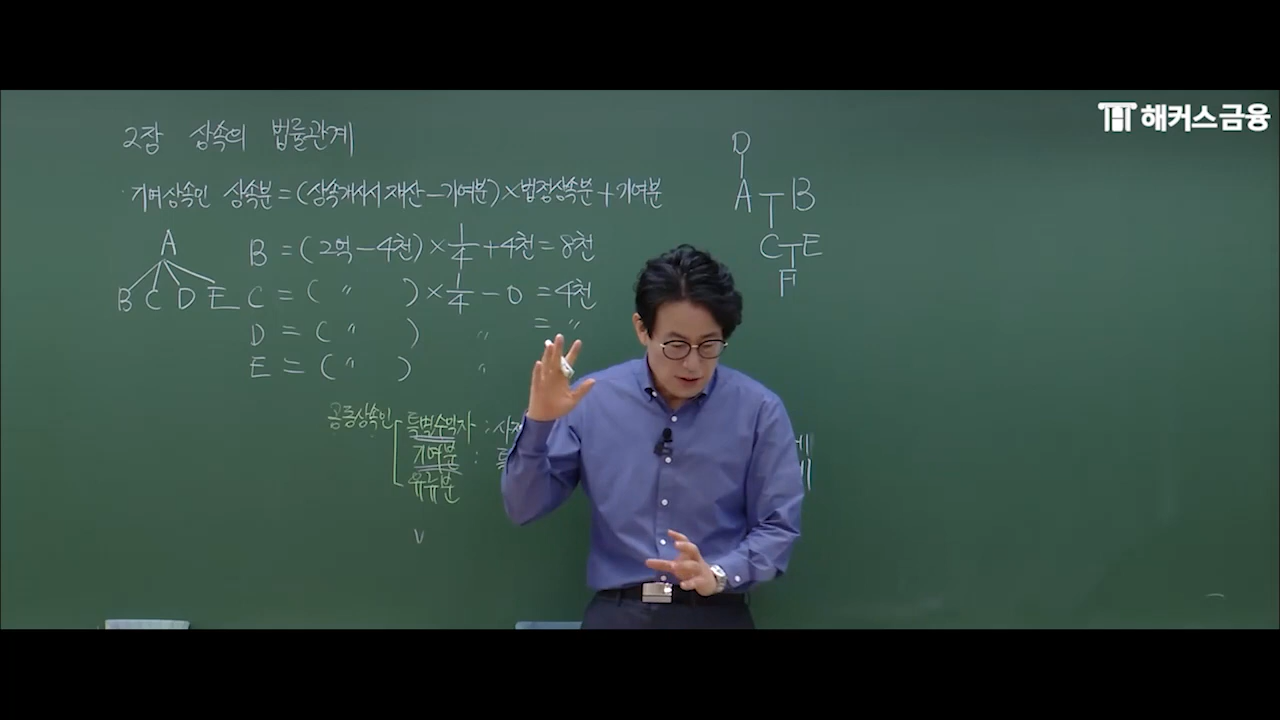 해커스금융
2장 상속의 법률관계
· 기여상속인 상속분 = (상속개시시 재산 - 기여분) × 법정상속분 + 기여분
A
B C D E
B = (2억 - 4천) × 1/4 + 4천 = 8천
C = ( 〃 ) × 1/4 - 0 = 4천
D = ( 〃 ) 〃 = 〃
E = ( 〃 ) 〃
공동상속인
특별수익자 :
기여분 :
유류분
D
A B
C E
F